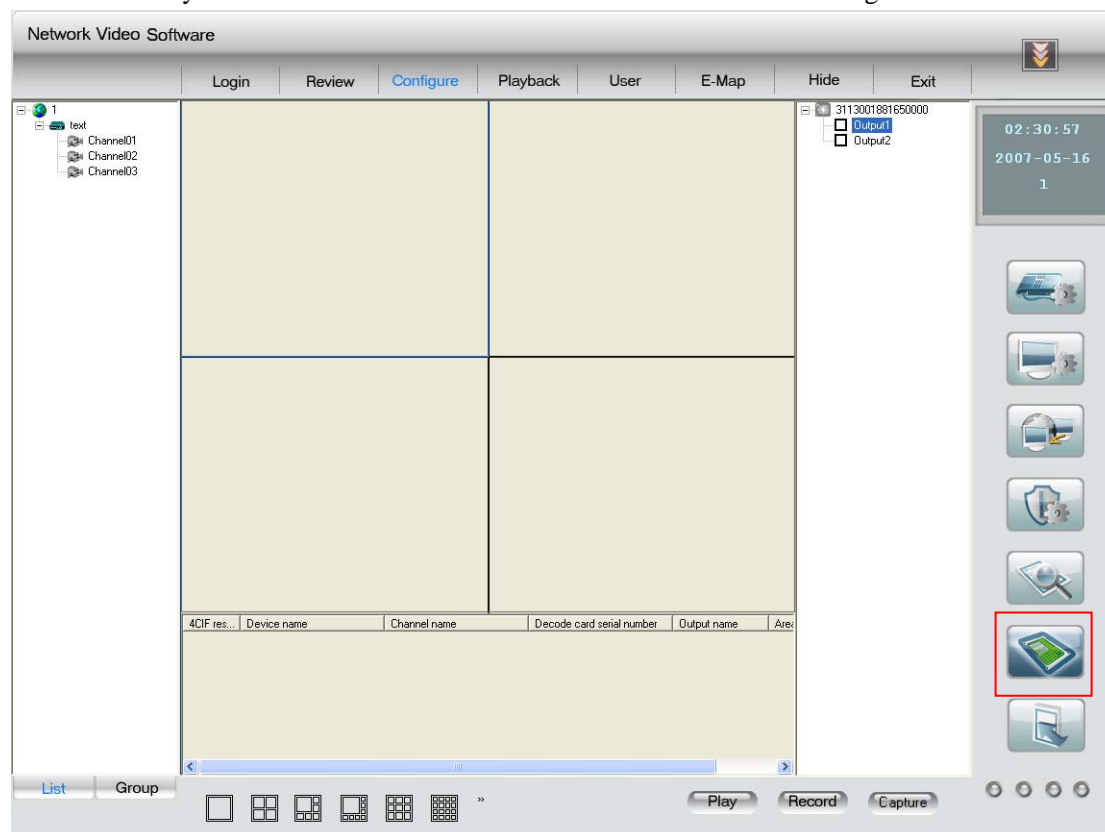 Network Video Software
Login Review Configure Playback User E-Map Hide Exit
1
text
Channel01
Channel02
Channel03
3113001881650000
Output1
Output2
02:30:57
2007-05-16
1
4CIF res... Device name Channel name Decode card serial number Output name Area
List Group
» Play Record Capture